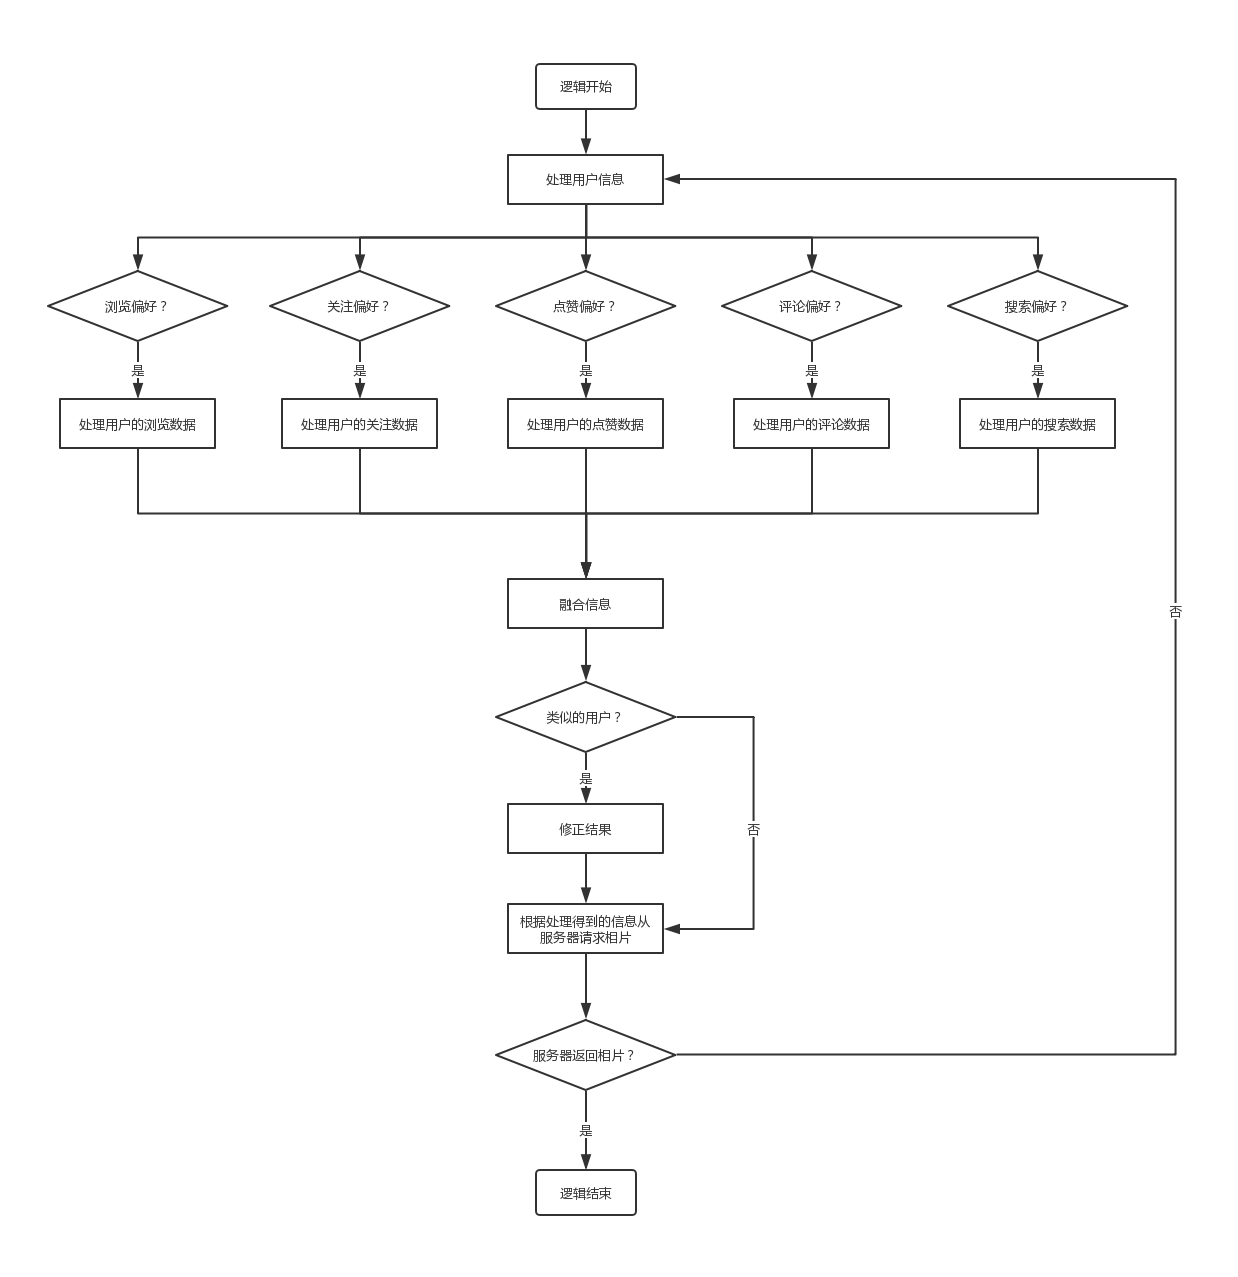 逻辑开始
处理用户信息
浏览偏好？
关注偏好？
点赞偏好？
评论偏好？
搜索偏好？
是
是
是
是
是
处理用户的浏览数据
处理用户的关注数据
处理用户的点赞数据
处理用户的评论数据
处理用户的搜索数据
融合信息
否
类似的用户？
是
修正结果
否
根据处理得到的信息从
服务器请求相片
服务器返回相片？
是
逻辑结束